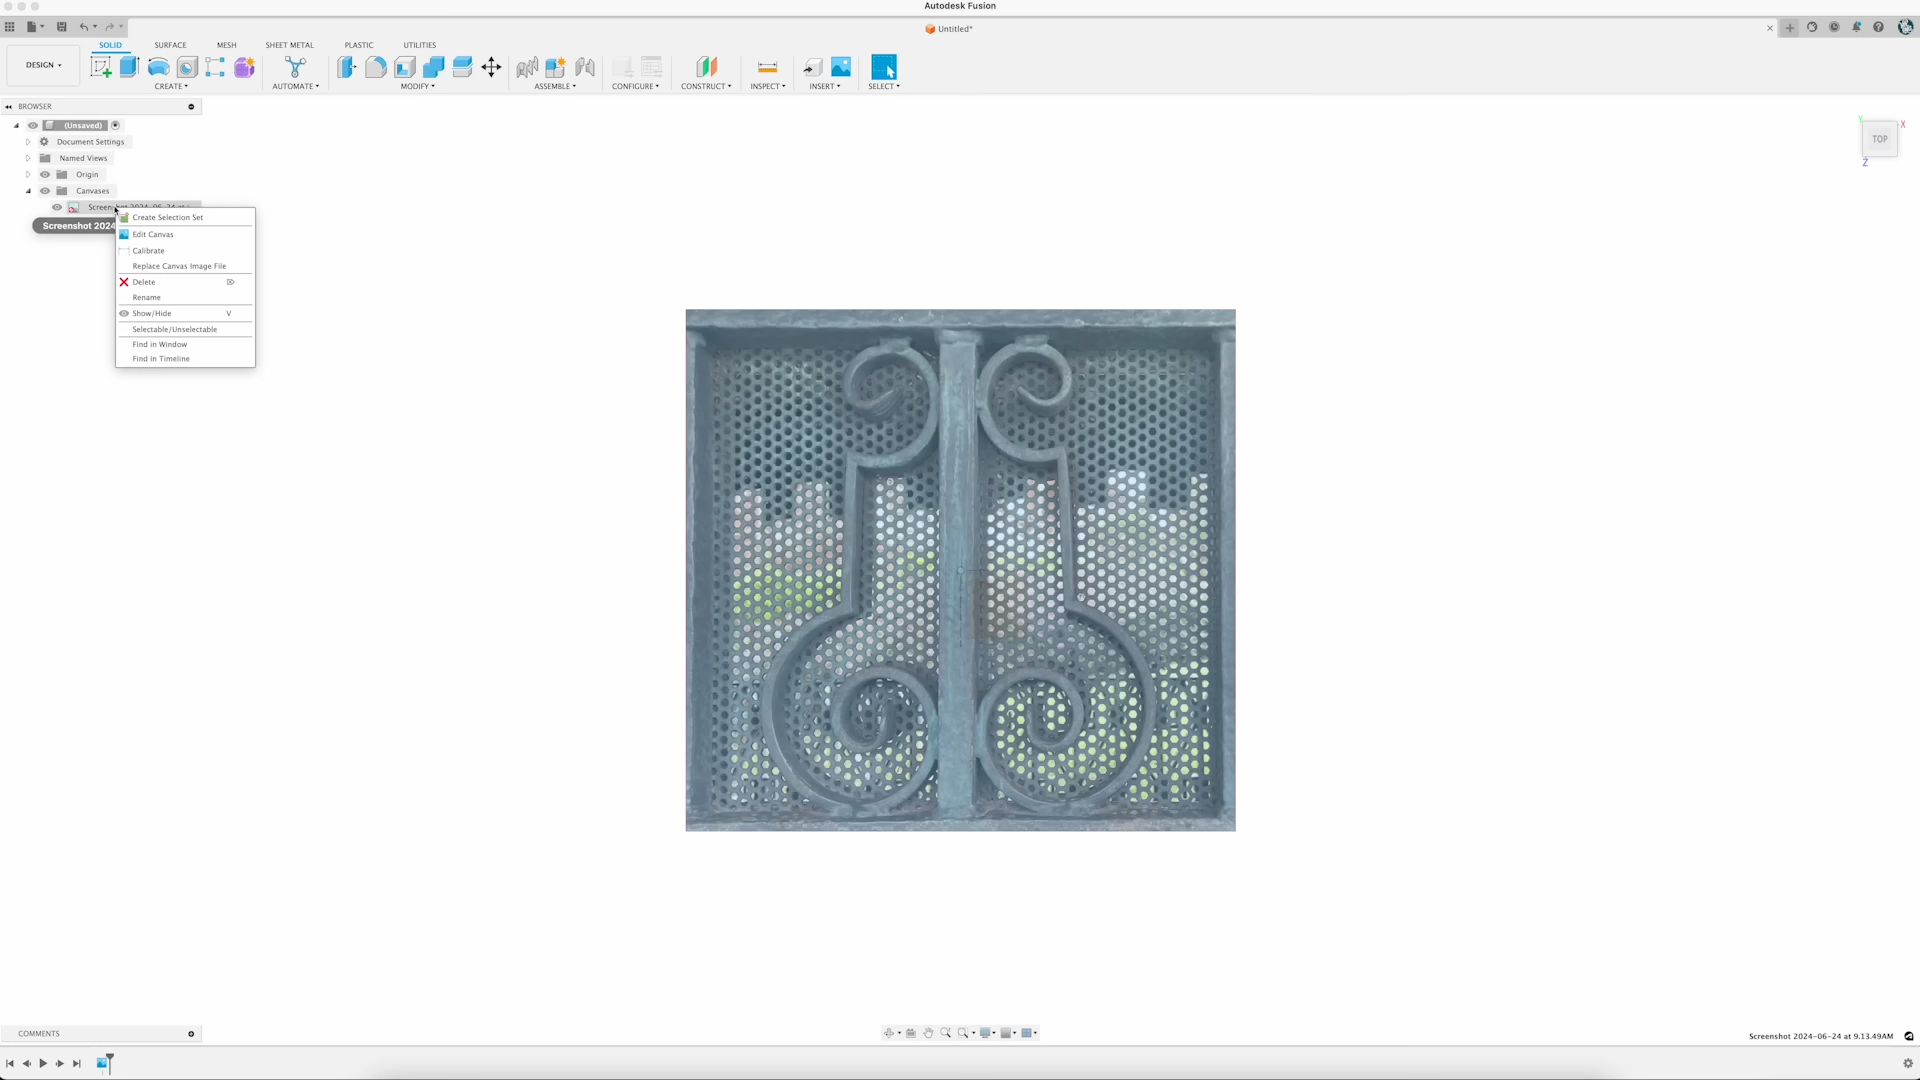 Autodesk Fusion
Untitled*
SOLID SURFACE MESH SHEET METAL PLASTIC UTILITIES
DESIGN
CREATE AUTOMATE MODIFY ASSEMBLE CONFIGURE CONSTRUCT INSPECT INSERT SELECT
BROWSER
(Unsaved)
Document Settings
Named Views
Origin
Canvases
Screenshot 2024
Create Selection Set
Edit Canvas
Calibrate
Replace Canvas Image File
Delete
Rename
Show/Hide V
Selectable/Unselectable
Find in Window
Find in Timeline
TOP
X
Y
Z
COMMENTS
Screenshot 2024-06-24 at 9.13.49AM